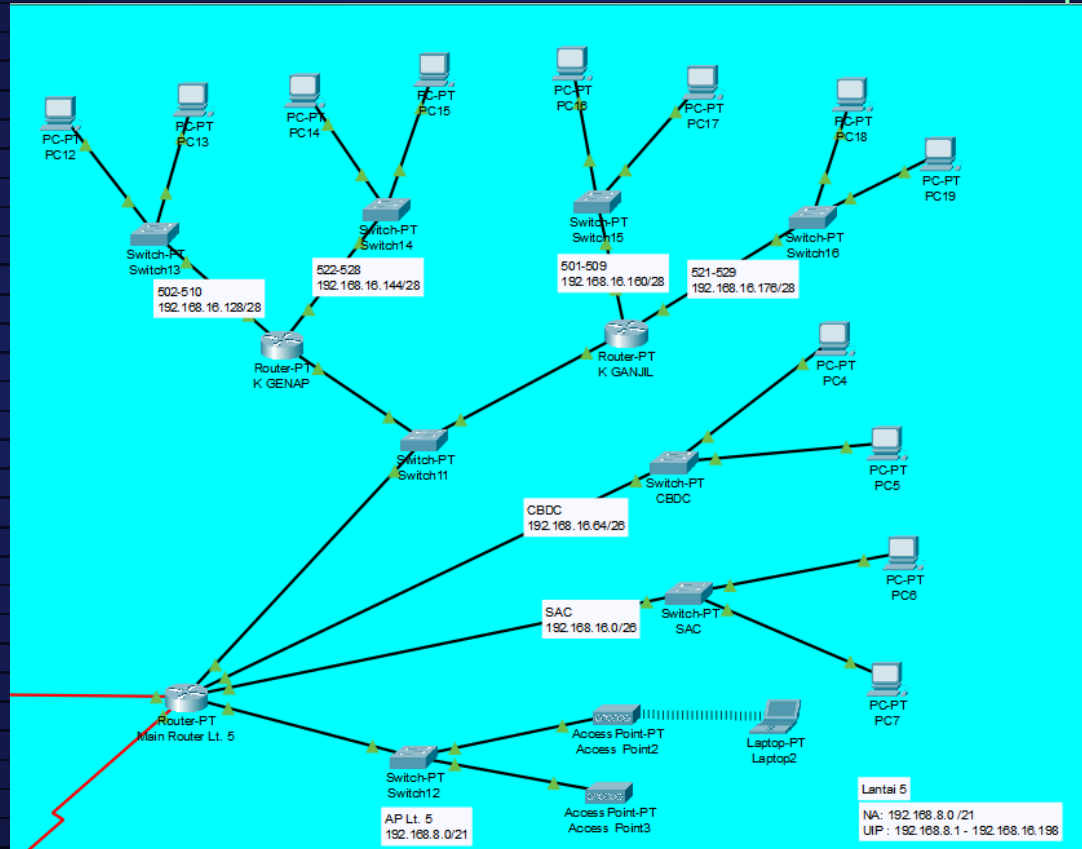 PC-PT
PC12
PC-PT
PC13
PC-PT
PC14
PC-PT
PC15
PC-PT
PC16
PC-PT
PC17
PC-PT
PC18
PC-PT
PC19
Switch-PT
Switch13
Switch-PT
Switch14
Switch-PT
Switch15
Switch-PT
Switch16
502-510
192.168.16.128/28
522-528
192.168.16.144/28
501-509
192.168.16.160/28
521-529
192.168.16.176/28
Router-PT
K GENAP
Router-PT
K GANJIL
PC-PT
PC4
Switch-PT
Switch11
Switch-PT
CBDC
PC-PT
PC5
CBDC
192.168.16.64/26
PC-PT
PC6
SAC
192.168.16.0/26
Switch-PT
SAC
PC-PT
PC7
Router-PT
Main Router Lt. 5
Access Point-PT
Access Point2
Laptop-PT
Laptop2
Switch-PT
Switch12
Access Point-PT
Access Point3
AP Lt. 5
192.168.8.0/21
Lantai 5
NA: 192.168.8.0 /21
UIP : 192.168.8.1 - 192.168.16.198